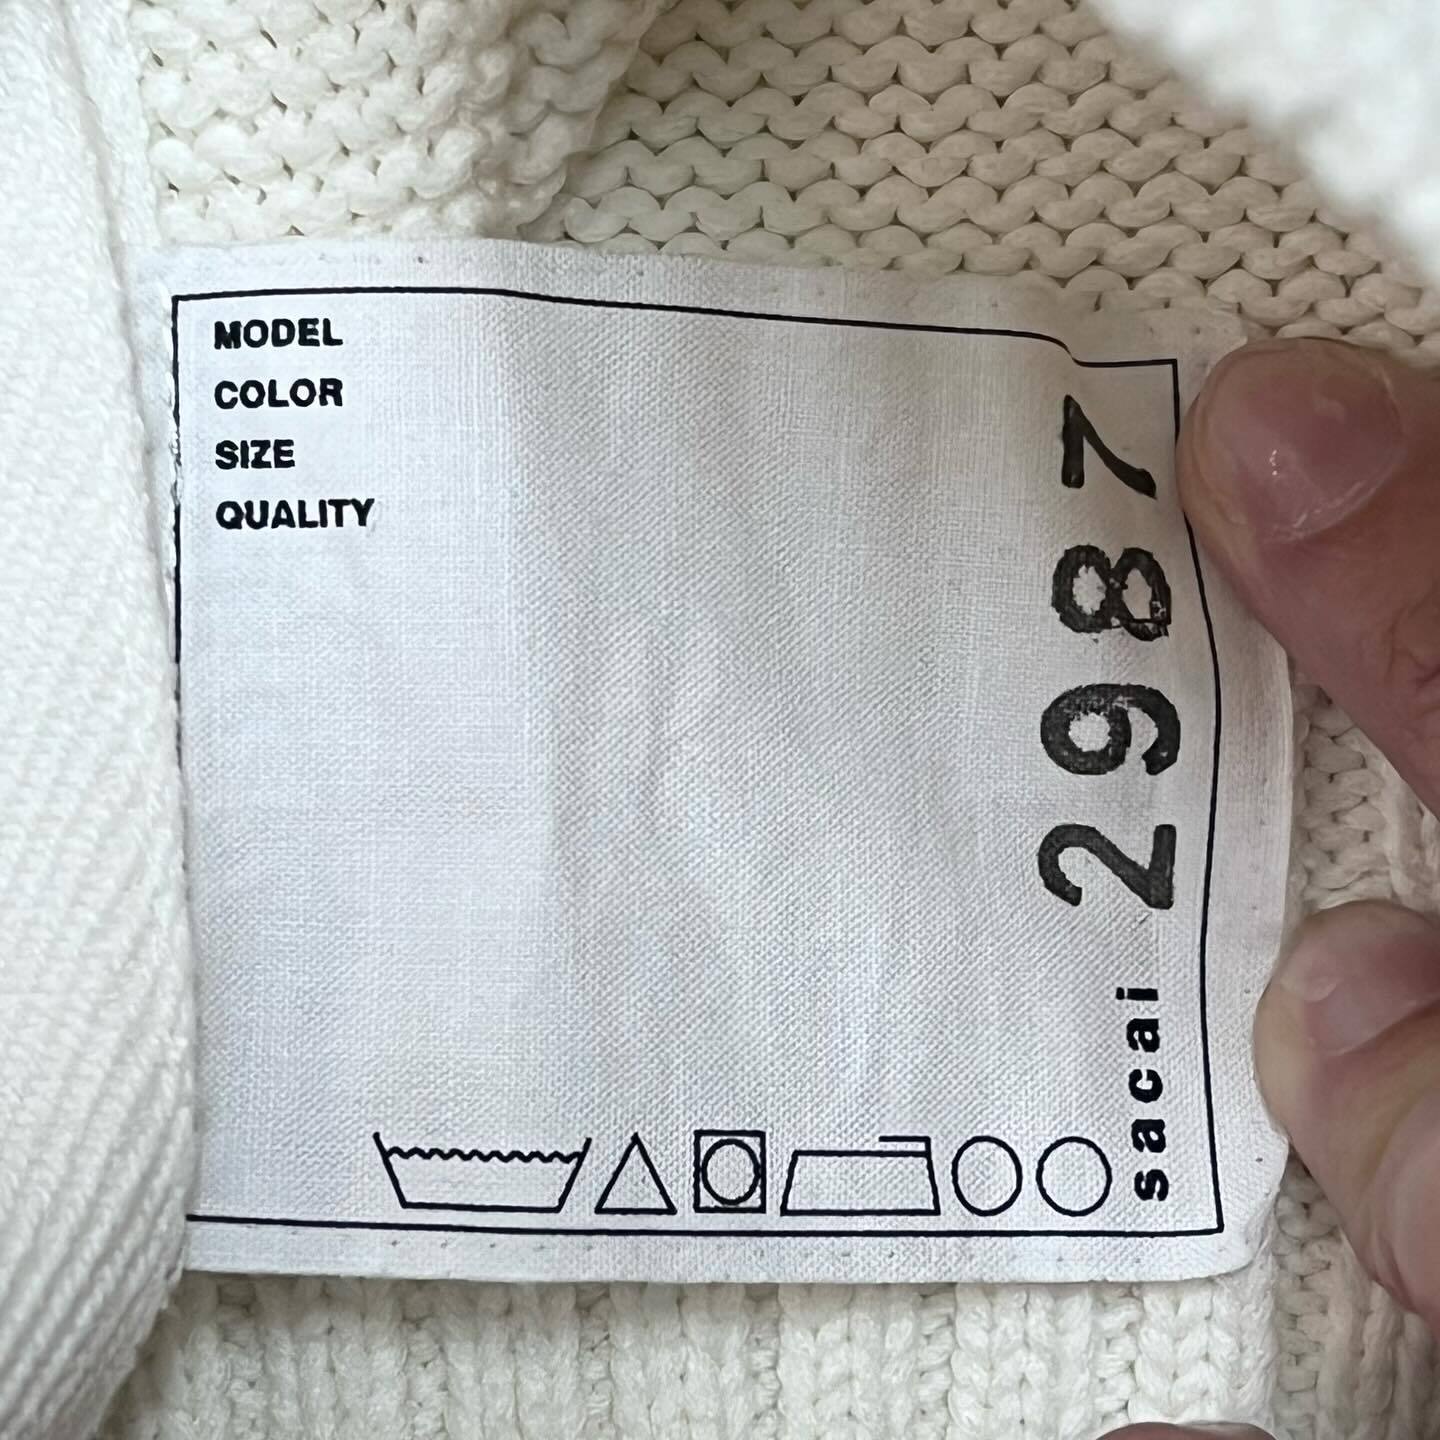 MODEL
COLOR
SIZE
QUALITY
sacai 2987